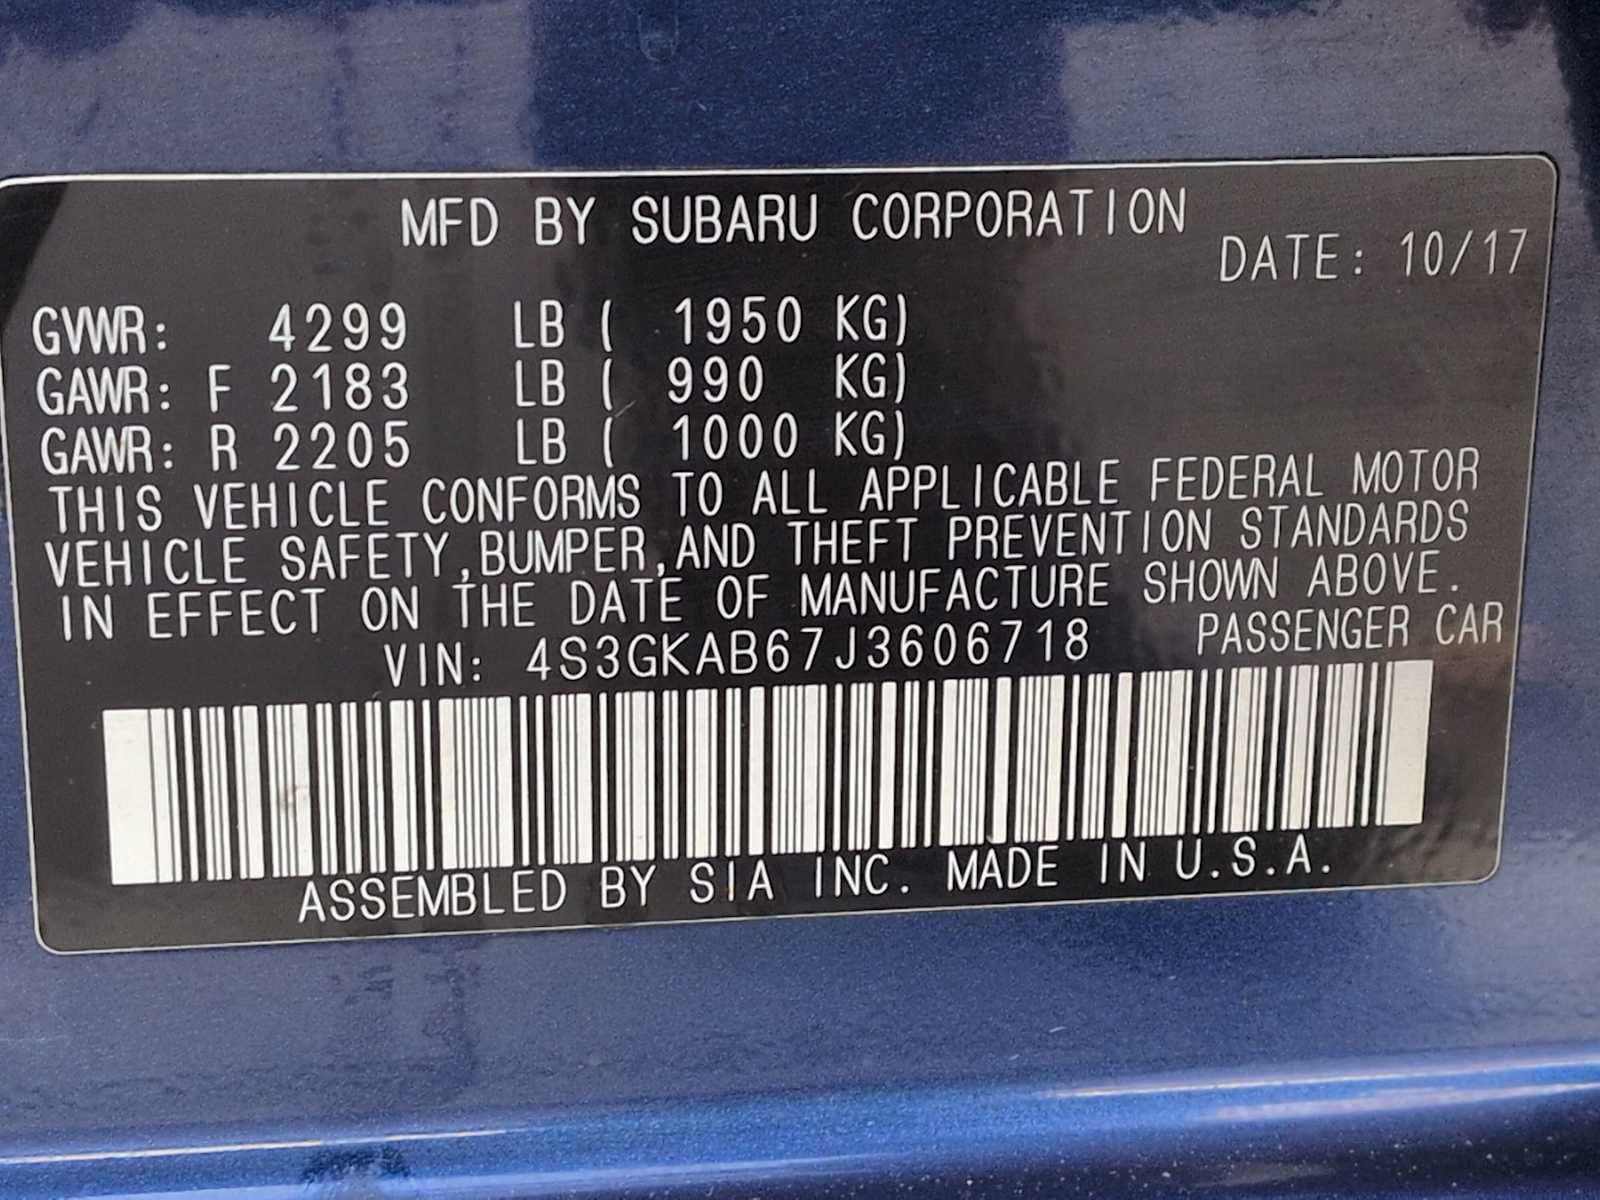 MFD BY SUBARU CORPORATION
DATE: 10/17
GVWR: 4299 LB ( 1950 KG)
GAWR: F 2183 LB ( 990 KG)
GAWR: R 2205 LB ( 1000 KG)
THIS VEHICLE CONFORMS TO ALL APPLICABLE FEDERAL MOTOR
VEHICLE SAFETY,BUMPER,AND THEFT PREVENTION STANDARDS
IN EFFECT ON THE DATE OF MANUFACTURE SHOWN ABOVE.
VIN: 4S3GKAB67J3606718 PASSENGER CAR
ASSEMBLED BY SIA INC. MADE IN U.S.A.